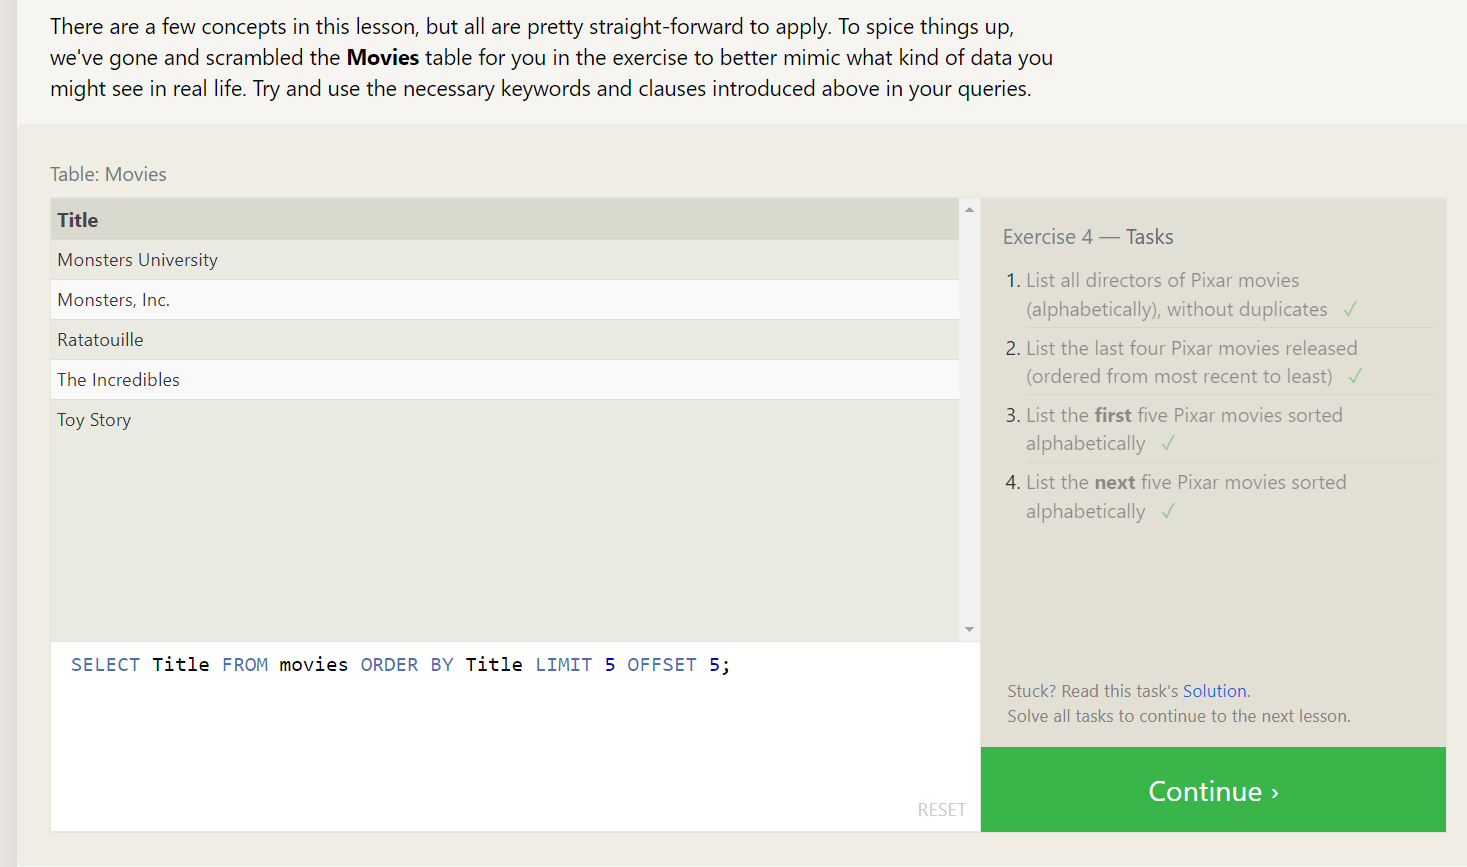 There are a few concepts in this lesson, but all are pretty straight-forward to apply. To spice things up,
we've gone and scrambled the Movies table for you in the exercise to better mimic what kind of data you
might see in real life. Try and use the necessary keywords and clauses introduced above in your queries.
Table: Movies
Title
Monsters University
Monsters, Inc.
Ratatouille
The Incredibles
Toy Story
SELECT Title FROM movies ORDER BY Title LIMIT 5 OFFSET 5;
RESET
Exercise 4 — Tasks
1. List all directors of Pixar movies
(alphabetically), without duplicates ✓
2. List the last four Pixar movies released
(ordered from most recent to least) ✓
3. List the first five Pixar movies sorted
alphabetically ✓
4. List the next five Pixar movies sorted
alphabetically ✓
Stuck? Read this task's Solution.
Solve all tasks to continue to the next lesson.
Continue ›